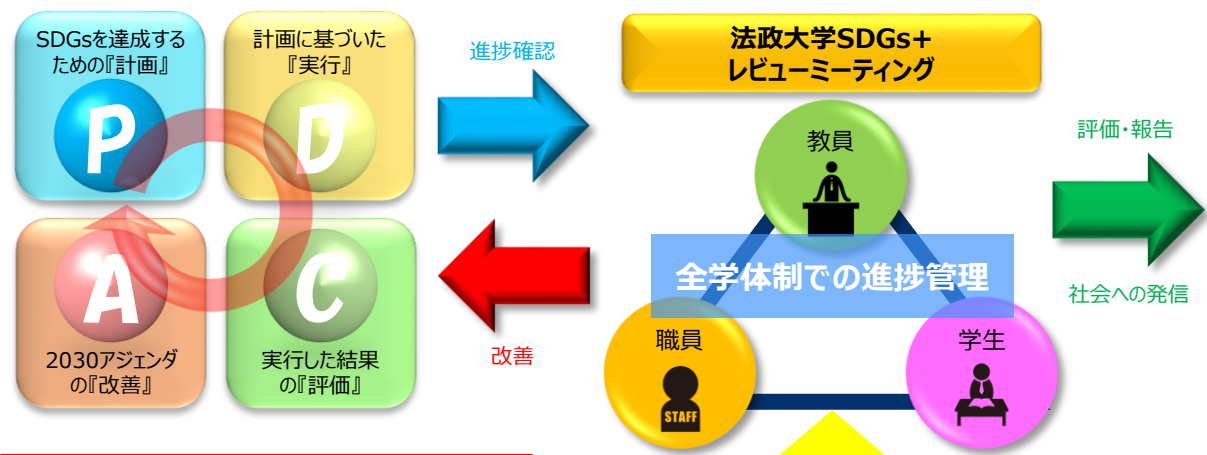 SDGsを達成する
ための『計画』
P
計画に基づいた
『実行』
D
A
2030アジェンダ
の『改善』
C
実行した結果
の『評価』
進捗確認
改善
法政大学SDGs+
レビューミーティング
教員
全学体制での進捗管理
職員
STAFF
学生
評価・報告
社会への発信